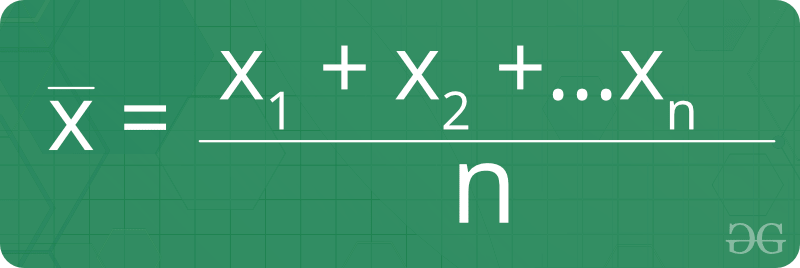 x̅ = (x₁ + x₂ +...xₙ) / n